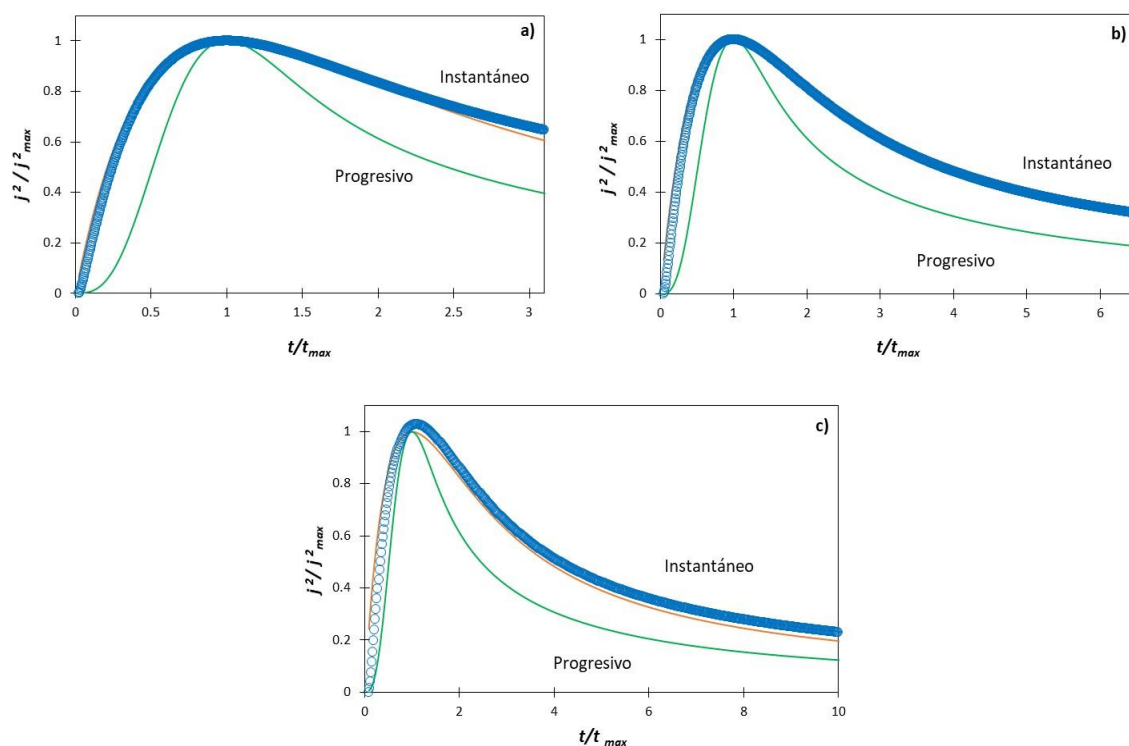 a)
1
0.8
0.6
0.4
0.2
0
j² / j²max
Instantáneo
Progresivo
0 0.5 1 1.5 2 2.5 3
t/tmax
b)
1
0.8
0.6
0.4
0.2
0
j² / j²max
Instantáneo
Progresivo
0 1 2 3 4 5 6
t/tmax
c)
1
0.8
0.6
0.4
0.2
0
j² / j²max
Instantáneo
Progresivo
0 2 4 6 8 10
t/t max